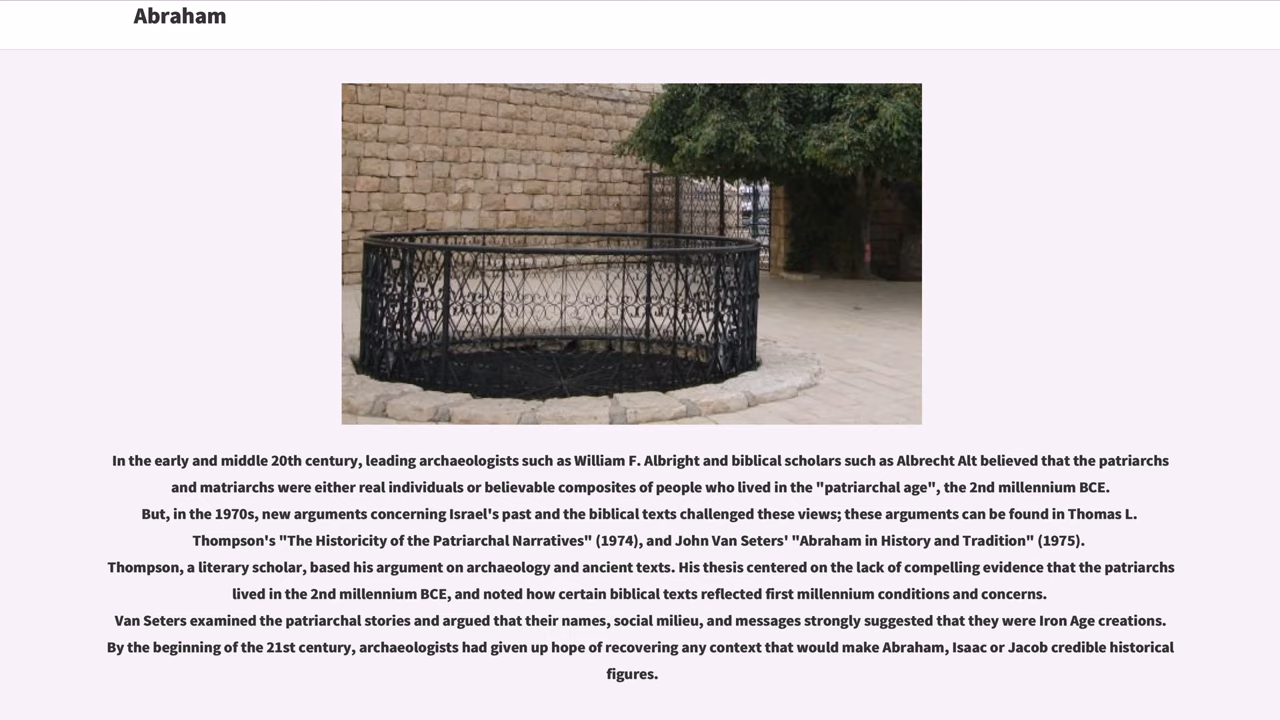 Abraham
In the early and middle 20th century, leading archaeologists such as William F. Albright and biblical scholars such as Albrecht Alt believed that the patriarchs
and matriarchs were either real individuals or believable composites of people who lived in the "patriarchal age", the 2nd millennium BCE.
But, in the 1970s, new arguments concerning Israel's past and the biblical texts challenged these views; these arguments can be found in Thomas L.
Thompson's "The Historicity of the Patriarchal Narratives" (1974), and John Van Seters' "Abraham in History and Tradition" (1975).
Thompson, a literary scholar, based his argument on archaeology and ancient texts. His thesis centered on the lack of compelling evidence that the patriarchs
lived in the 2nd millennium BCE, and noted how certain biblical texts reflected first millennium conditions and concerns.
Van Seters examined the patriarchal stories and argued that their names, social milieu, and messages strongly suggested that they were Iron Age creations.
By the beginning of the 21st century, archaeologists had given up hope of recovering any context that would make Abraham, Isaac or Jacob credible historical
figures.